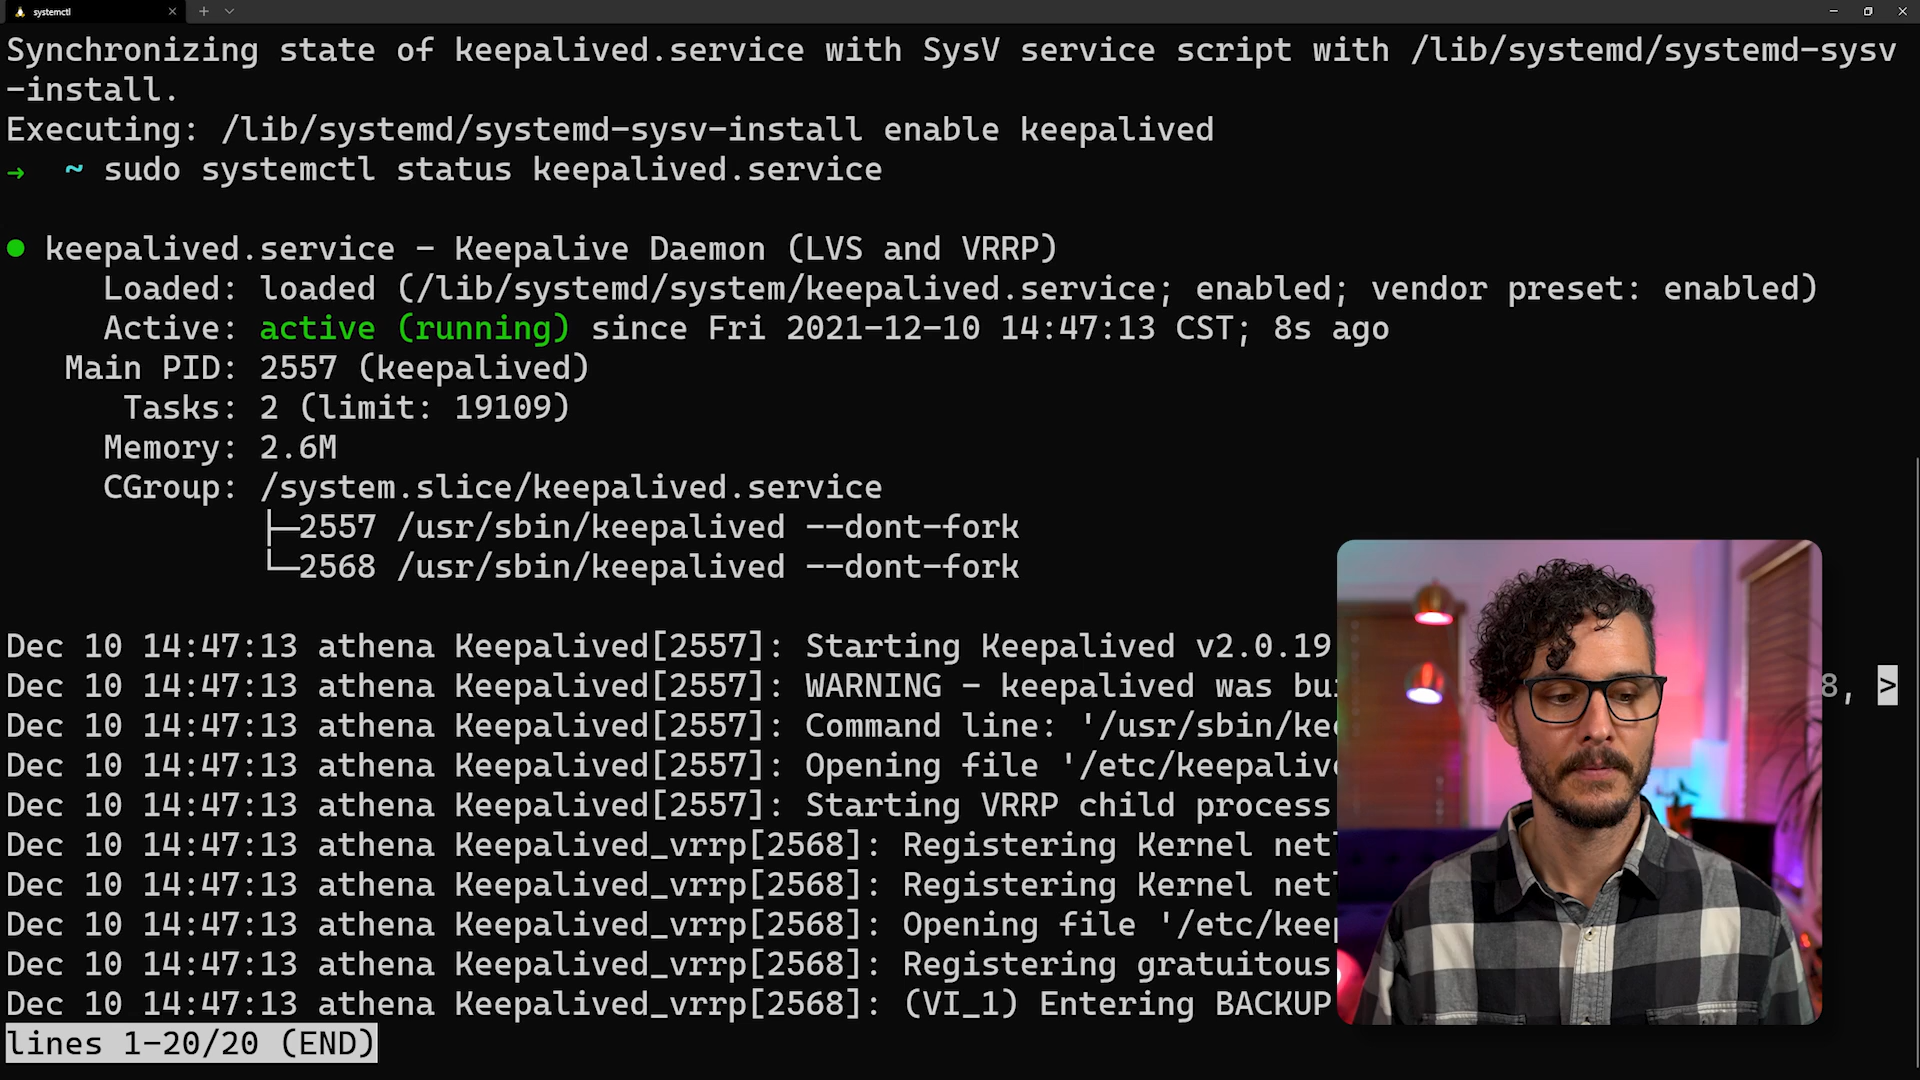 systemctl
Synchronizing state of keepalived.service with SysV service script with /lib/systemd/systemd-sysv
-install.
Executing: /lib/systemd/systemd-sysv-install enable keepalived
→ ~ sudo systemctl status keepalived.service
● keepalived.service - Keepalive Daemon (LVS and VRRP)
Loaded: loaded (/lib/systemd/system/keepalived.service; enabled; vendor preset: enabled)
Active: active (running) since Fri 2021-12-10 14:47:13 CST; 8s ago
Main PID: 2557 (keepalived)
Tasks: 2 (limit: 19109)
Memory: 2.6M
CGroup: /system.slice/keepalived.service
├─2557 /usr/sbin/keepalived --dont-fork
└─2568 /usr/sbin/keepalived --dont-fork
Dec 10 14:47:13 athena Keepalived[2557]: Starting Keepalived v2.0.19
Dec 10 14:47:13 athena Keepalived[2557]: WARNING - keepalived was 8, >
Dec 10 14:47:13 athena Keepalived[2557]: Command line: '/usr/sbin/kee
Dec 10 14:47:13 athena Keepalived[2557]: Opening file '/etc/keepaliv
Dec 10 14:47:13 athena Keepalived[2557]: Starting VRRP child process
Dec 10 14:47:13 athena Keepalived_vrrp[2568]: Registering Kernel net
Dec 10 14:47:13 athena Keepalived_vrrp[2568]: Registering Kernel net
Dec 10 14:47:13 athena Keepalived_vrrp[2568]: Opening file '/etc/keep
Dec 10 14:47:13 athena Keepalived_vrrp[2568]: Registering gratuitous
Dec 10 14:47:13 athena Keepalived_vrrp[2568]: (VI_1) Entering BACKUP
lines 1-20/20 (END)